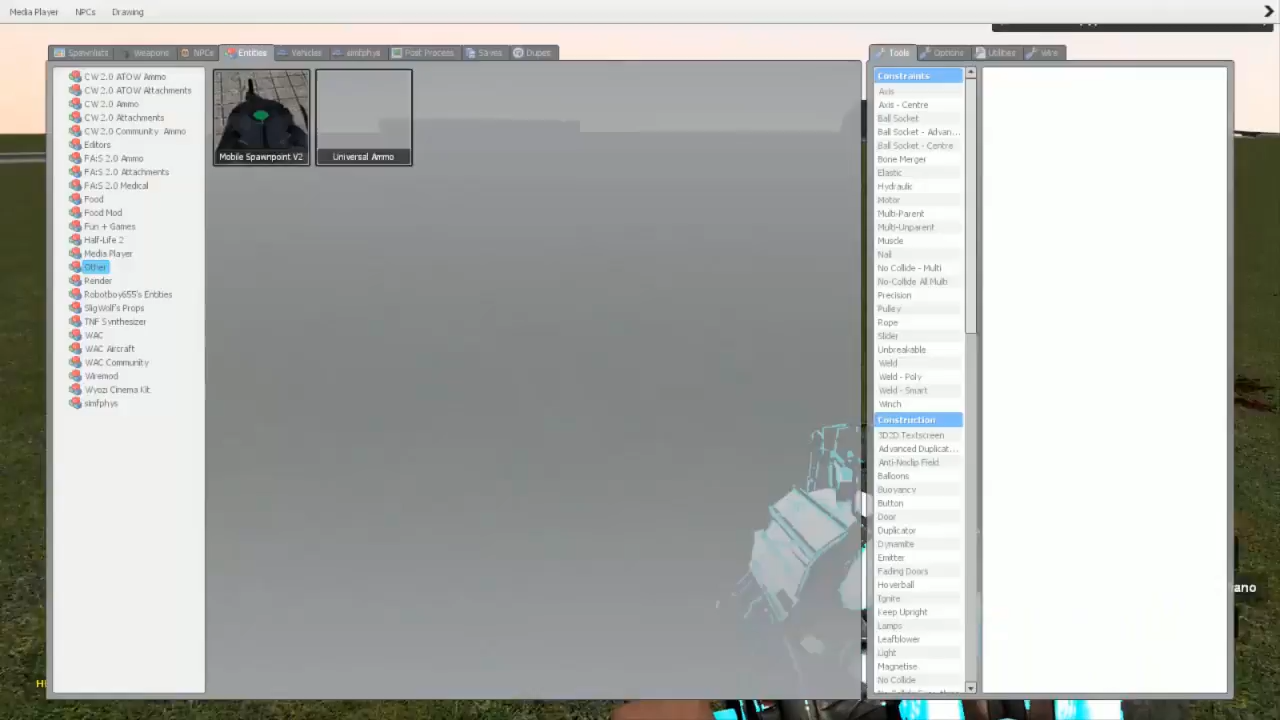 Media Player NPCs Drawing
Spawnlists Weapons NPCs Entities Vehicles simfphys Post Process Saves Dupes
CW 2.0 ATOW Ammo
CW 2.0 ATOW Attachments
CW 2.0 Ammo
CW 2.0 Attachments
CW 2.0 Community Ammo
Editors
FA:S 2.0 Ammo
FA:S 2.0 Attachments
FA:S 2.0 Medical
Food
Food Mod
Fun + Games
Half-Life 2
Media Player
Other
Render
Robotboy655's Entities
SligWolf's Props
TNF Synthesizer
WAC
WAC Aircraft
WAC Community
Wiremod
Wyozi Cinema Kit
simfphys
Mobile Spawnpoint V2
Universal Ammo
Tools Options Utilities Wire
Constraints
Axis
Axis - Centre
Ball Socket
Ball Socket - Advan...
Ball Socket - Centre
Bone Merger
Elastic
Hydraulic
Motor
Multi-Parent
Multi-Unparent
Muscle
Nail
No Collide - Multi
No-Collide All Multi
Precision
Pulley
Rope
Slider
Unbreakable
Weld
Weld - Poly
Weld - Smart
Winch
Construction
3D2D Textscreen
Advanced Duplicat...
Anti-Noclip Field
Balloons
Buoyancy
Button
Door
Duplicator
Dynamite
Emitter
Fading Doors
Hoverball
Ignite
Keep Upright
Lamps
Leafblower
Light
Magnetise
No Collide
ano